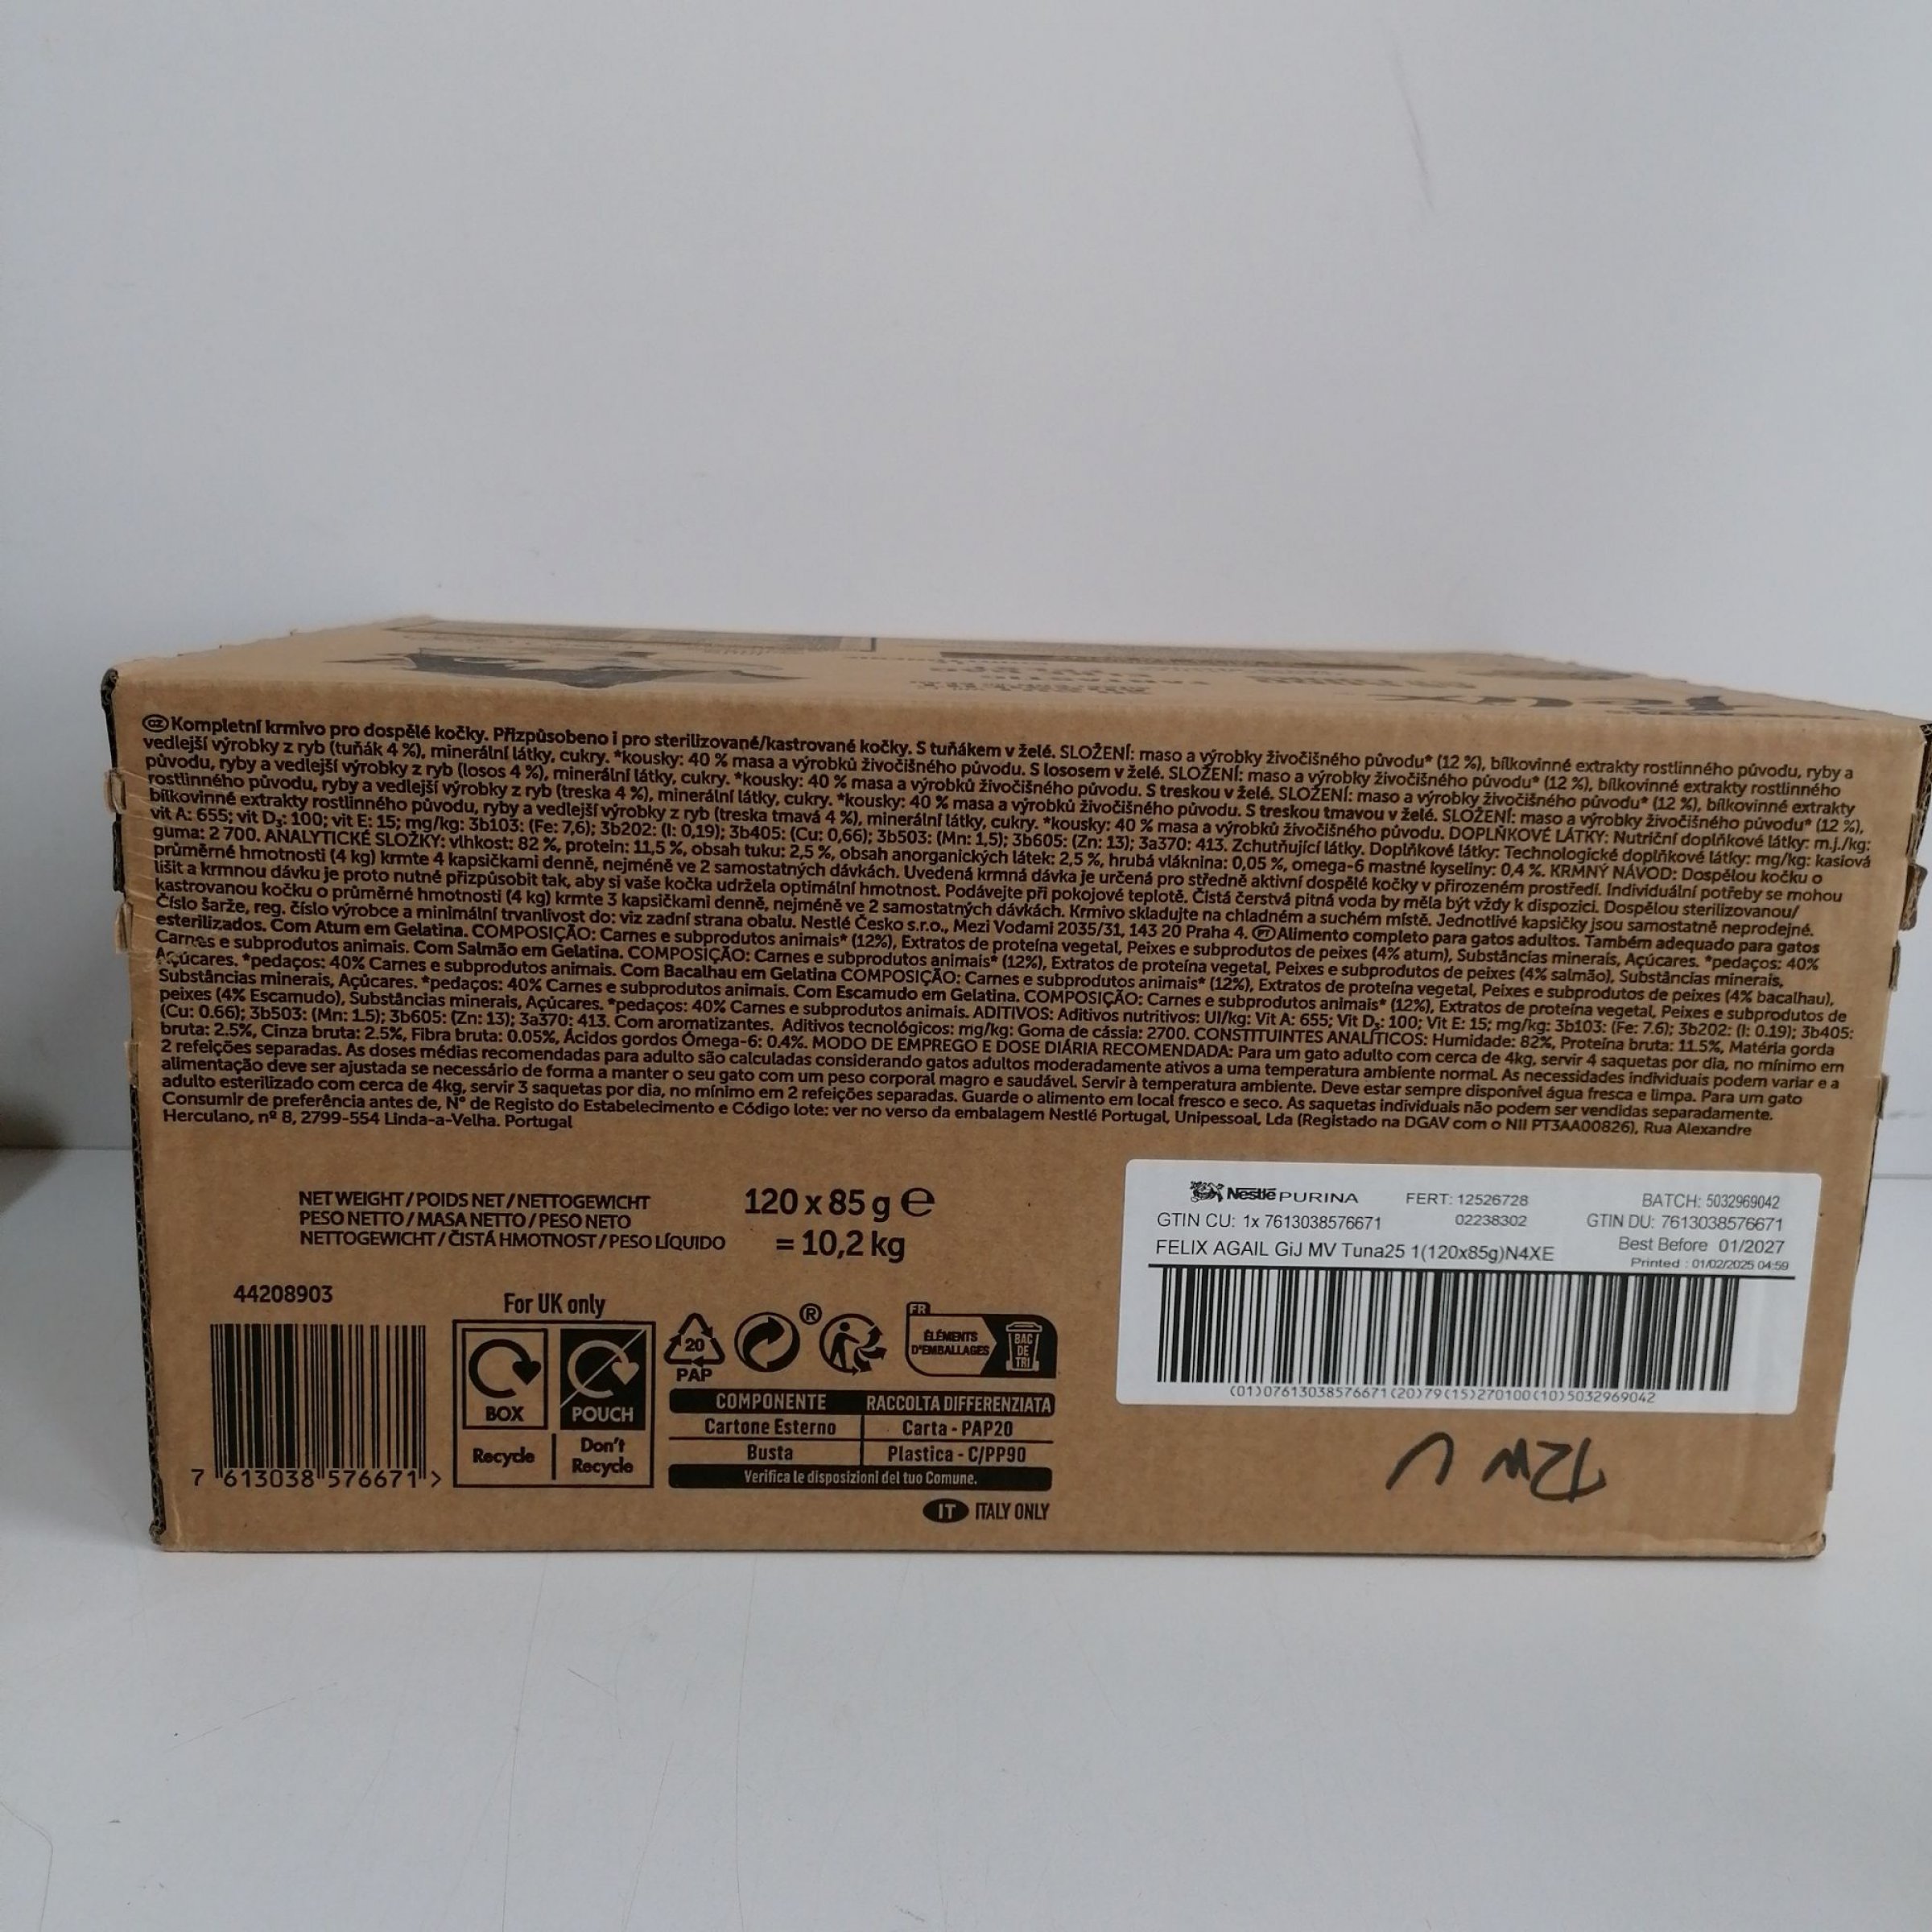 CZ Kompletní krmivo pro dospělé kočky. Přizpůsobeno i pro sterilizované/kastrované kočky. S tuňákem v želé. SLOŽENÍ: maso a výrobky živočišného původu* (12 %), bílkovinné extrakty rostlinného původu, ryby a
vedlejší výrobky z ryb (tuňák 4 %), minerální látky, cukry. *kousky: 40 % masa a výrobků živočišného původu. S lososem v želé. SLOŽENÍ: maso a výrobky živočišného původu* (12 %), bílkovinné extrakty rostlinného
původu, ryby a vedlejší výrobky z ryb (losos 4 %), minerální látky, cukry. *kousky: 40 % masa a výrobků živočišného původu. S treskou v želé. SLOŽENÍ: maso a výrobky živočišného původu* (12 %), bílkovinné extrakty
rostlinného původu, ryby a vedlejší výrobky z ryb (treska 4 %), minerální látky, cukry. *kousky: 40 % masa a výrobků živočišného původu. S treskou tmavou v želé. SLOŽENÍ: maso a výrobky živočišného původu* (12 %),
bílkovinné extrakty rostlinného původu, ryby a vedlejší výrobky z ryb (treska tmavá 4 %), minerální látky, cukry. *kousky: 40 % masa a výrobků živočišného původu. DOPLŇKOVÉ LÁTKY: Nutriční doplňkové látky: m.j./kg:
vit A: 655; vit D₃: 100; vit E: 15; mg/kg: 3b103: (Fe: 7,6); 3b202: (I: 0,19); 3b405: (Cu: 0,66); 3b503: (Mn: 1,5); 3b605: (Zn: 13); 3a370: 413. Zchutňující látky. Doplňkové látky: Technologické doplňkové látky: mg/kg: kasiová
guma: 2 700. ANALYTICKÉ SLOŽKY: vlhkost: 82 %, protein: 11,5 %, obsah tuku: 2,5 %, obsah anorganických látek: 2,5 %, hrubá vláknina: 0,05 %, omega-6 mastné kyseliny: 0,4 %. KRMNÝ NÁVOD: Dospělou kočku o
průměrné hmotnosti (4 kg) krmte 4 kapsičkami denně, nejméně ve 2 samostatných dávkách. Uvedená krmná dávka je určená pro středně aktivní dospělé kočky v přirozeném prostředí. Individuální potřeby se mohou
lišit a krmnou dávku je proto nutné přizpůsobit tak, aby si vaše kočka udržela optimální hmotnost. Podávejte při pokojové teplotě. Čistá čerstvá pitná voda by měla být vždy k dispozici. Dospělou sterilizovanou/
kastrovanou kočku o průměrné hmotnosti (4 kg) krmte 3 kapsičkami denně, nejméně ve 2 samostatných dávkách. Krmivo skladujte na chladném a suchém místě. Jednotlivé kapsičky jsou samostatně neprodejné.
Číslo šarže, reg. číslo výrobce a minimální trvanlivost do: viz zadní strana obalu. Nestlé Česko s.r.o., Mezi Vodami 2035/31, 143 20 Praha 4. PT Alimento completo para gatos adultos. Também adequado para gatos
esterilizados. Com Atum em Gelatina. COMPOSIÇÃO: Carnes e subprodutos animais* (12%), Extratos de proteína vegetal, Peixes e subprodutos de peixes (4% atum), Substâncias minerais, Açúcares. *pedaços: 40%
Carnes e subprodutos animais. Com Salmão em Gelatina. COMPOSIÇÃO: Carnes e subprodutos animais* (12%), Extratos de proteína vegetal, Peixes e subprodutos de peixes (4% salmão), Substâncias minerais,
Açúcares. *pedaços: 40% Carnes e subprodutos animais. Com Bacalhau em Gelatina COMPOSIÇÃO: Carnes e subprodutos animais* (12%), Extratos de proteína vegetal, Peixes e subprodutos de peixes (4% bacalhau),
Substâncias minerais, Açúcares. *pedaços: 40% Carnes e subprodutos animais. Com Escamudo em Gelatina. COMPOSIÇÃO: Carnes e subprodutos animais* (12%), Extratos de proteína vegetal, Peixes e subprodutos de
peixes (4% Escamudo), Substâncias minerais, Açúcares. *pedaços: 40% Carnes e subprodutos animais. ADITIVOS: Aditivos nutritivos: UI/kg: Vit A: 655; Vit D₃: 100; Vit E: 15; mg/kg: 3b103: (Fe: 7.6); 3b202: (I: 0.19); 3b405:
(Cu: 0.66); 3b503: (Mn: 1.5); 3b605: (Zn: 13); 3a370: 413. Com aromatizantes. Aditivos tecnológicos: mg/kg: Goma de cássia: 2700. CONSTITUINTES ANALÍTICOS: Humidade: 82%, Proteína bruta: 11.5%, Matéria gorda
bruta: 2.5%, Cinza bruta: 2.5%, Fibra bruta: 0.05%, Ácidos gordos Ómega-6: 0.4%. MODO DE EMPREGO E DOSE DIÁRIA RECOMENDADA: Para um gato adulto com cerca de 4kg, servir 4 saquetas por dia, no mínimo em
2 refeições separadas. As doses médias recomendadas para adulto são calculadas considerando gatos adultos moderadamente ativos a uma temperatura ambiente normal. As necessidades individuais podem variar e a
alimentação deve ser ajustada se necessário de forma a manter o seu gato com um peso corporal magro e saudável. Servir à temperatura ambiente. Deve estar sempre disponível água fresca e limpa. Para um gato
adulto esterilizado com cerca de 4kg, servir 3 saquetas por dia, no mínimo em 2 refeições separadas. Guarde o alimento em local fresco e seco. As saquetas individuais não podem ser vendidas separadamente.
Consumir de preferência antes de, Nº de Registo do Estabelecimento e Código lote: ver no verso da embalagem Nestlé Portugal, Unipessoal, Lda (Registado na DGAV com o NII PT3AA00826), Rua Alexandre
Herculano, nº 8, 2799-554 Linda-a-Velha. Portugal
NET WEIGHT / POIDS NET / NETTOGEWICHT
PESO NETTO / MASA NETTO / PESO NETO
NETTOGEWICHT / ČISTÁ HMOTNOST / PESO LÍQUIDO
120 x 85 g e
= 10,2 kg
44208903
7 613038 576671 >
For UK only
BOX
POUCH
Recycle
Don't
Recycle
20
PAP
®
FR
ÉLÉMENTS
D'EMBALLAGES
BAC
DE
TRI
COMPONENTE RACCOLTA DIFFERENZIATA
Cartone Esterno Carta - PAP20
Busta Plastica - C/PP90
Verifica le disposizioni del tuo Comune.
IT ITALY ONLY
Nestlé PURINA FERT: 12526728 BATCH: 5032969042
GTIN CU: 1x 7613038576671 02238302 GTIN DU: 7613038576671
FELIX AGAIL GiJ MV Tuna25 1(120x85g)N4XE Best Before 01/2027
Printed : 01/02/2025 04:59
(01)07613038576671(20)79(15)270100(10)5032969042